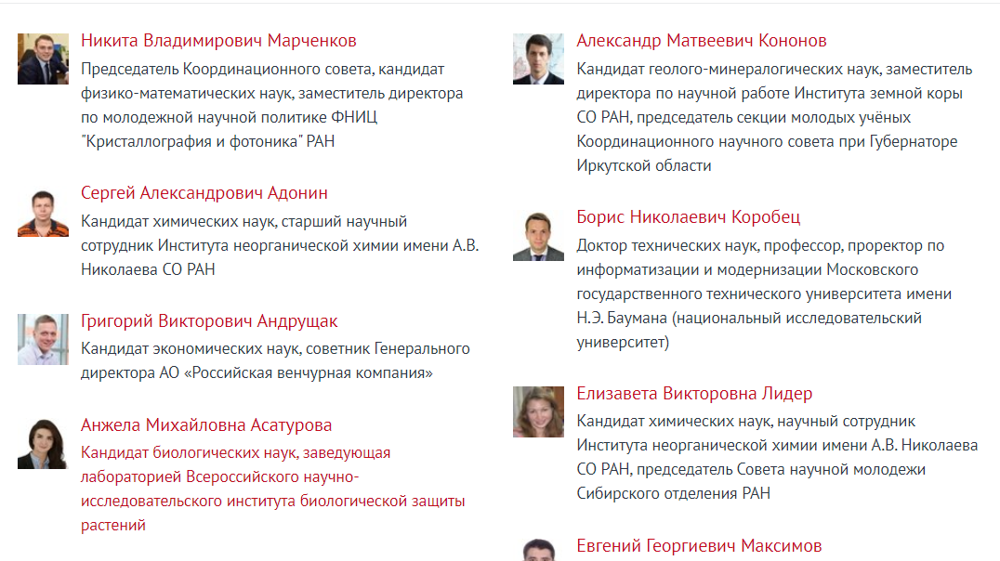 Никита Владимирович Марченков
Председатель Координационного совета, кандидат
физико-математических наук, заместитель директора
по молодежной научной политике ФНИЦ
"Кристаллография и фотоника" РАН
Сергей Александрович Адонин
Кандидат химических наук, старший научный
сотрудник Института неорганической химии имени А.В.
Николаева СО РАН
Григорий Викторович Андрущак
Кандидат экономических наук, советник Генерального
директора АО «Российская венчурная компания»
Анжела Михайловна Асатурова
Кандидат биологических наук, заведующая
лабораторией Всероссийского научно-
исследовательского института биологической защиты
растений
Александр Матвеевич Кононов
Кандидат геолого-минералогических наук, заместитель
директора по научной работе Института земной коры
СО РАН, председатель секции молодых учёных
Координационного научного совета при Губернаторе
Иркутской области
Борис Николаевич Коробец
Доктор технических наук, профессор, проректор по
информатизации и модернизации Московского
государственного технического университета имени
Н.Э. Баумана (национальный исследовательский
университет)
Елизавета Викторовна Лидер
Кандидат химических наук, научный сотрудник
Института неорганической химии имени А.В. Николаева
СО РАН, председатель Совета научной молодежи
Сибирского отделения РАН
Евгений Георгиевич Максимов